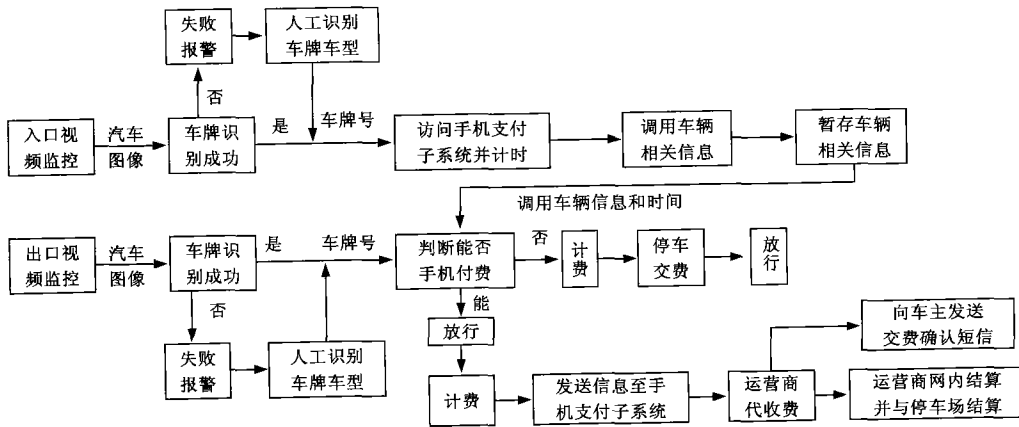 失败
报警
人工识别
车牌车型
否
入口视
频监控
汽车
图像
车牌识
别成功
是
车牌号
访问手机支付
子系统并计时
调用车辆
相关信息
暂存车辆
相关信息
调用车辆信息和时间
出口视
频监控
汽车
图像
车牌识
别成功
是
车牌号
判断能否
手机付费
否
计
费
停车
交费
放
行
否
能
失败
报警
人工识别
车牌车型
放行
向车主发送
交费确认短信
计费
发送信息至手
机支付子系统
运营商
代收费
运营商网内结算
并与停车场结算